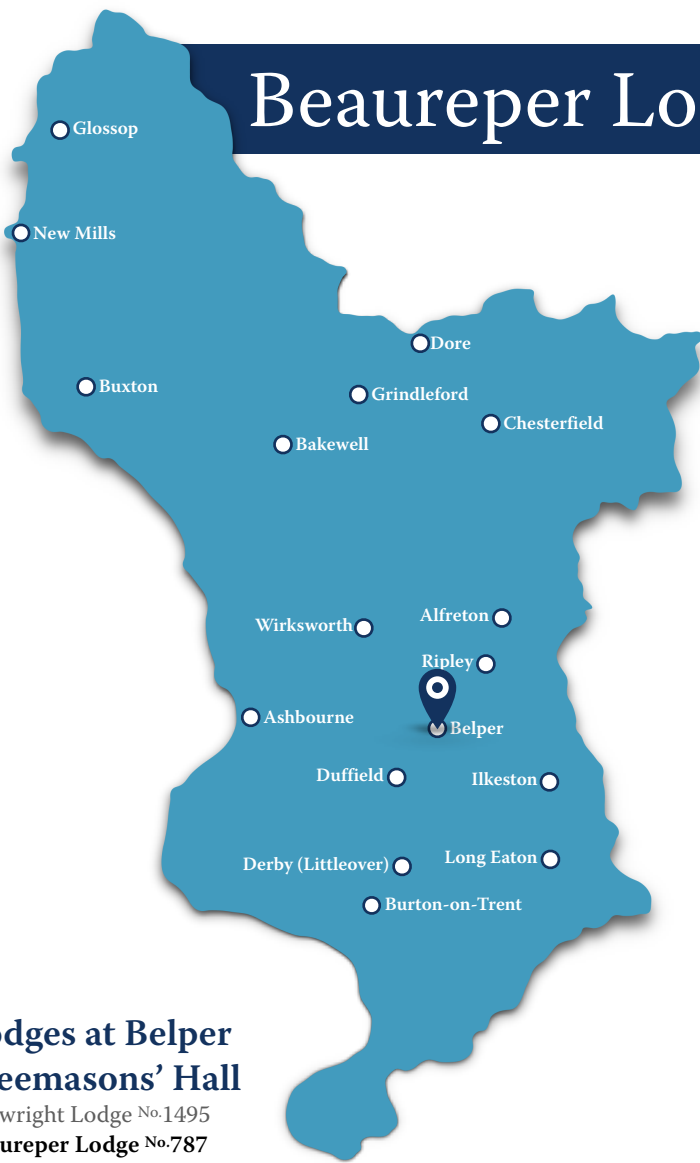 Beaureper Lo
Glossop
New Mills
Dore
Buxton
Grindleford
Chesterfield
Bakewell
Alfreton
Wirksworth
Ripley
Ashbourne
Belper
Duffield
Ilkeston
Long Eaton
Derby (Littleover)
Burton-on-Trent
odges at Belper
eemasons’ Hall
wright Lodge No.1495
ureper Lodge No.787